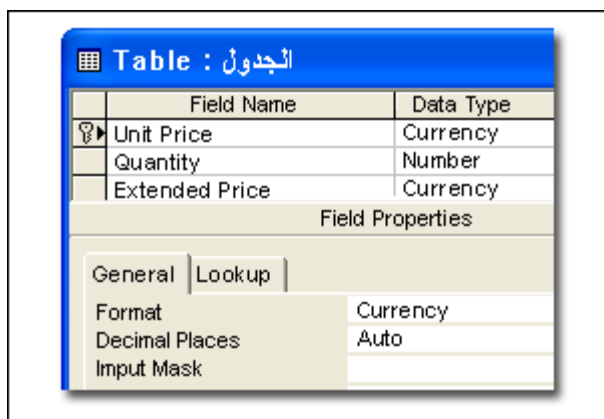 Table : الجدول
Field Name Data Type
Unit Price Currency
Quantity Number
Extended Price Currency
Field Properties
General Lookup
Format Currency
Decimal Places Auto
Imput Mask